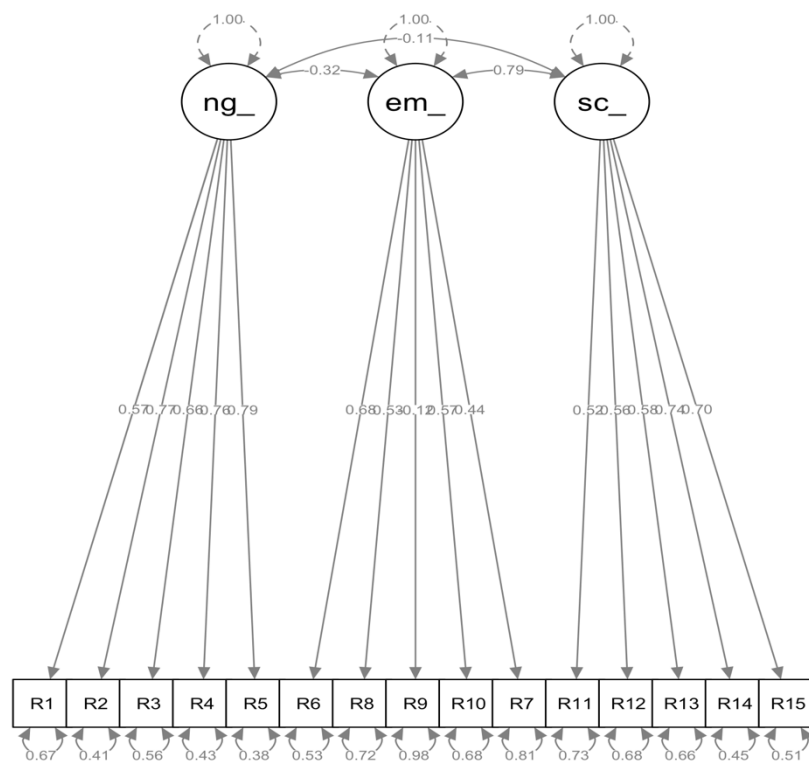 1.00 1.00 1.00
-0.11
-0.32 0.79
ng_ em_ sc_
0.57 0.77 0.66 0.76 0.79 0.68 0.53 -0.12 0.57 0.44 0.52 0.56 0.58 0.74 0.70
R1 R2 R3 R4 R5 R6 R8 R9 R10 R7 R11 R12 R13 R14 R15
0.67 0.41 0.56 0.43 0.38 0.53 0.72 0.98 0.68 0.81 0.73 0.68 0.66 0.45 0.51